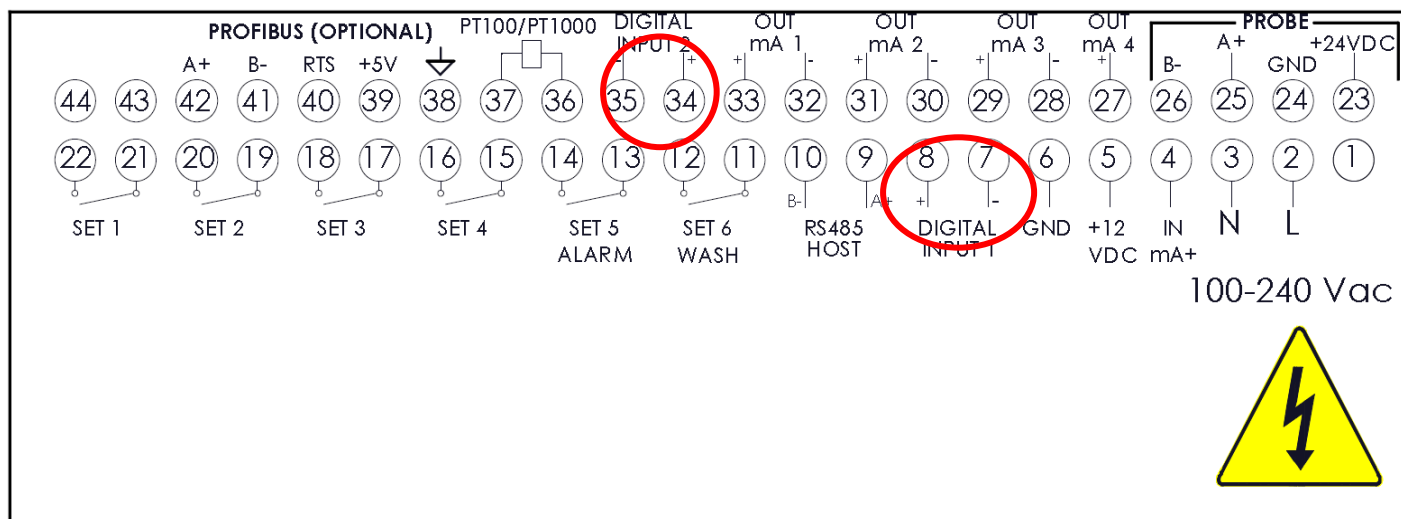 PROFIBUS (OPTIONAL) PT100/PT1000 DIGITAL INPUT 2 OUT mA 1 OUT mA 2 OUT mA 3 OUT mA 4 PROBE
A+ B- RTS +5V - + + - + - + - + B- A+ GND +24VDC
44 43 42 41 40 39 38 37 36 35 34 33 32 31 30 29 28 27 26 25 24 23
22 21 20 19 18 17 16 15 14 13 12 11 10 9 8 7 6 5 4 3 2 1
B- A+ + -
SET 1 SET 2 SET 3 SET 4 SET 5 ALARM SET 6 WASH RS485 HOST DIGITAL INPUT 1 GND +12 VDC IN mA+ N L
100-240 Vac